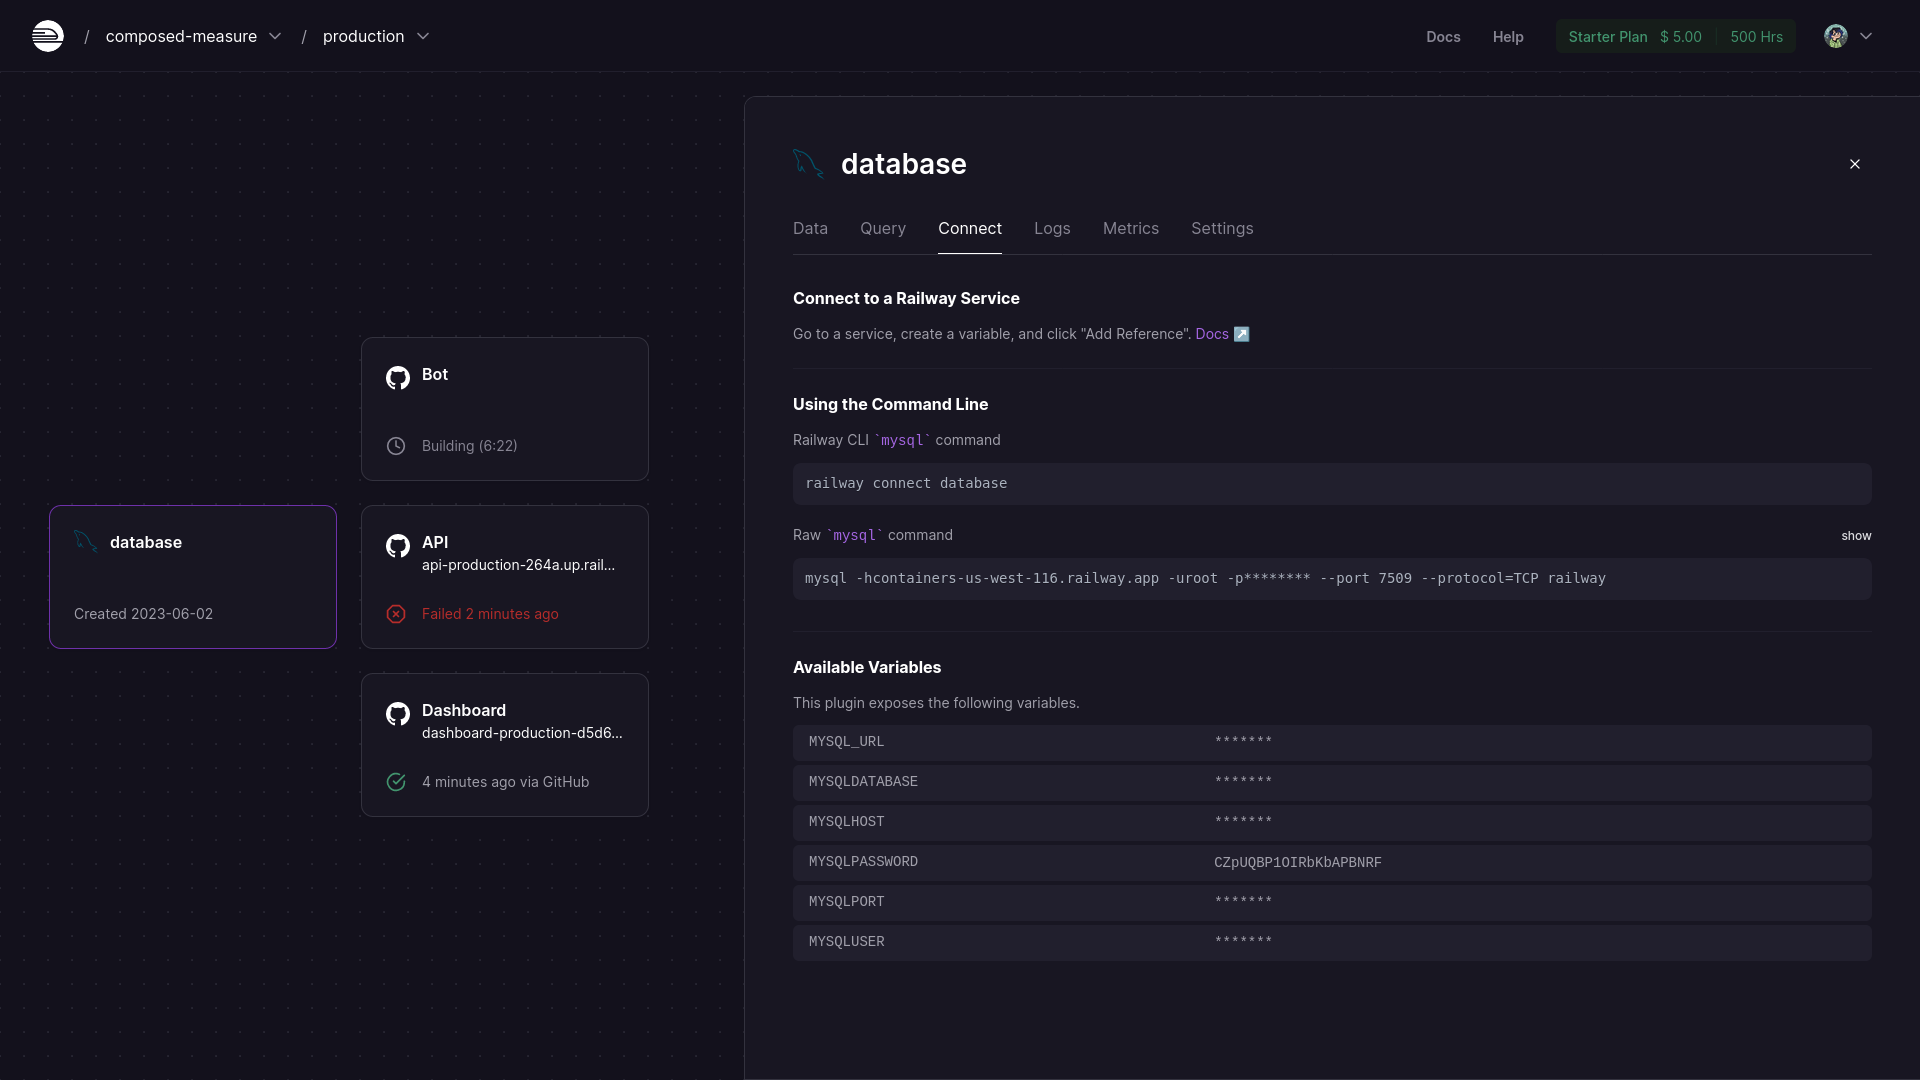 / composed-measure / production
Docs Help Starter Plan $ 5.00 500 Hrs
Bot
Building (6:22)
database
Created 2023-06-02
API
api-production-264a.up.rail...
Failed 2 minutes ago
Dashboard
dashboard-production-d5d6...
4 minutes ago via GitHub
database
Data Query Connect Logs Metrics Settings
Connect to a Railway Service
Go to a service, create a variable, and click "Add Reference". Docs ↗️
Using the Command Line
Railway CLI `mysql` command
railway connect database
Raw `mysql` command show
mysql -hcontainers-us-west-116.railway.app -uroot -p******** --port 7509 --protocol=TCP railway
Available Variables
This plugin exposes the following variables.
MYSQL_URL *******
MYSQLDATABASE *******
MYSQLHOST *******
MYSQLPASSWORD CZpUQBP1OIRbKbAPBNRF
MYSQLPORT *******
MYSQLUSER *******